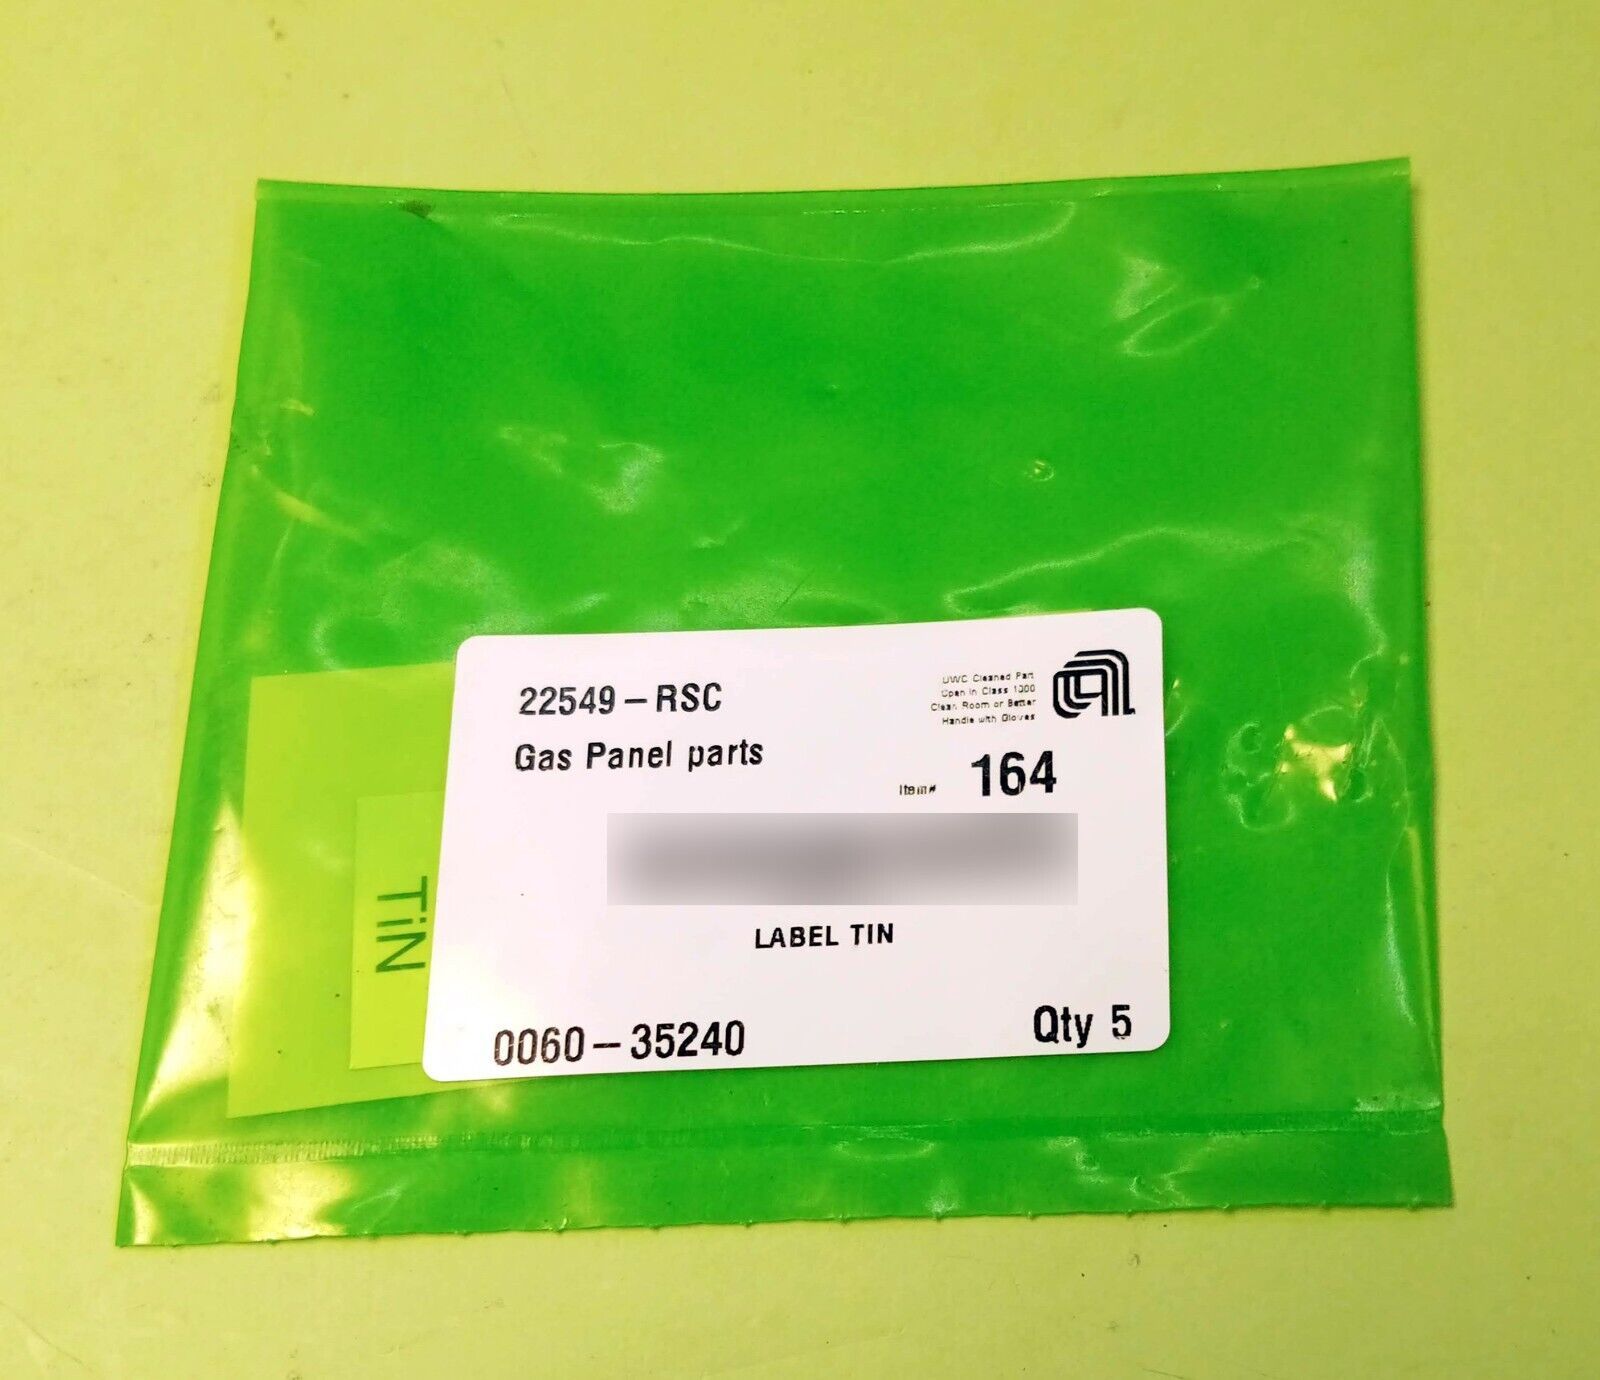 22549-RSC
Gas Panel parts
UWC Cleaned Part
Open in Class 1000
Clean Room or Better
Handle with Gloves
Item# 164
LABEL TIN
0060-35240
Qty 5
TiN